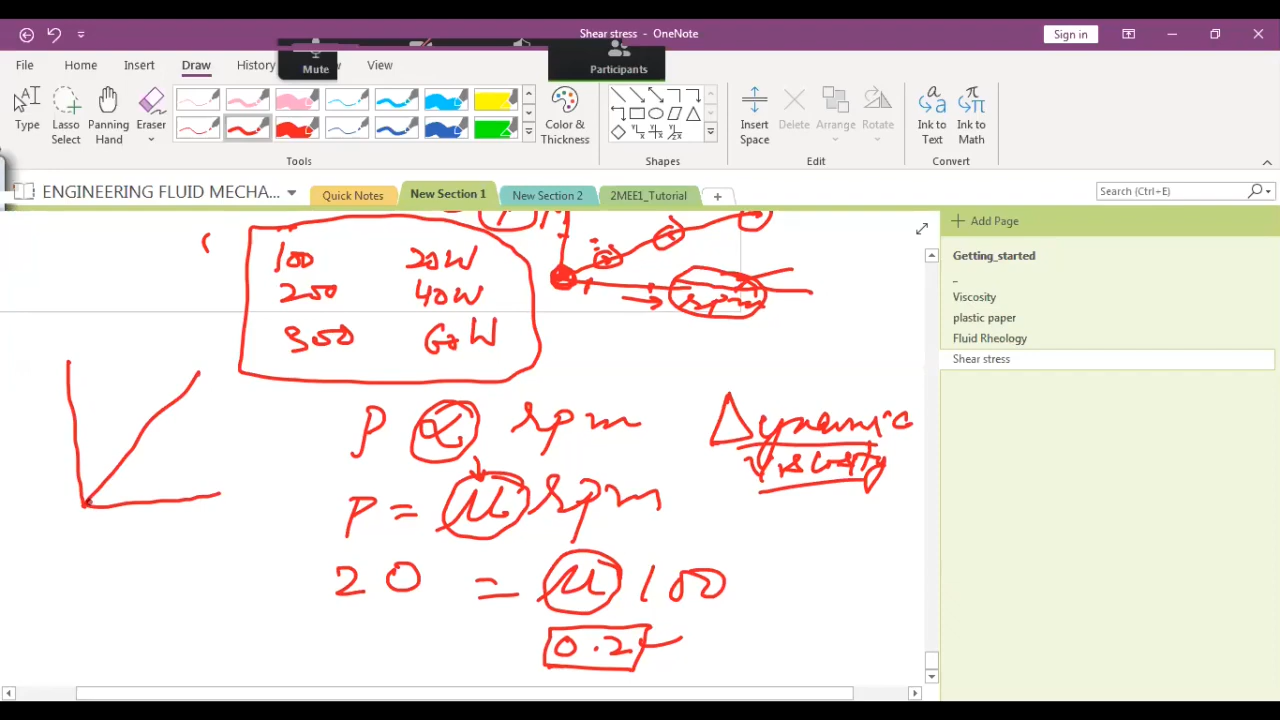 Shear stress - OneNote
Sign in
File Home Insert Draw History View
Mute
Participants
Type
Lasso Select
Panning Hand
Eraser
Color & Thickness
Insert Space
Delete
Arrange
Rotate
Ink to Text
Ink to Math
Tools
Shapes
Edit
Convert
ENGINEERING FLUID MECHA...
Quick Notes
New Section 1
New Section 2
2MEE1_Tutorial
Search (Ctrl+E)
Add Page
Getting_started
Viscosity
plastic paper
Fluid Rheology
Shear stress
100 20W
200 40W
300 60W
rpm
P ∝ rpm
Dynamic
Viscosity
P = μ rpm
20 = μ 100
0.2